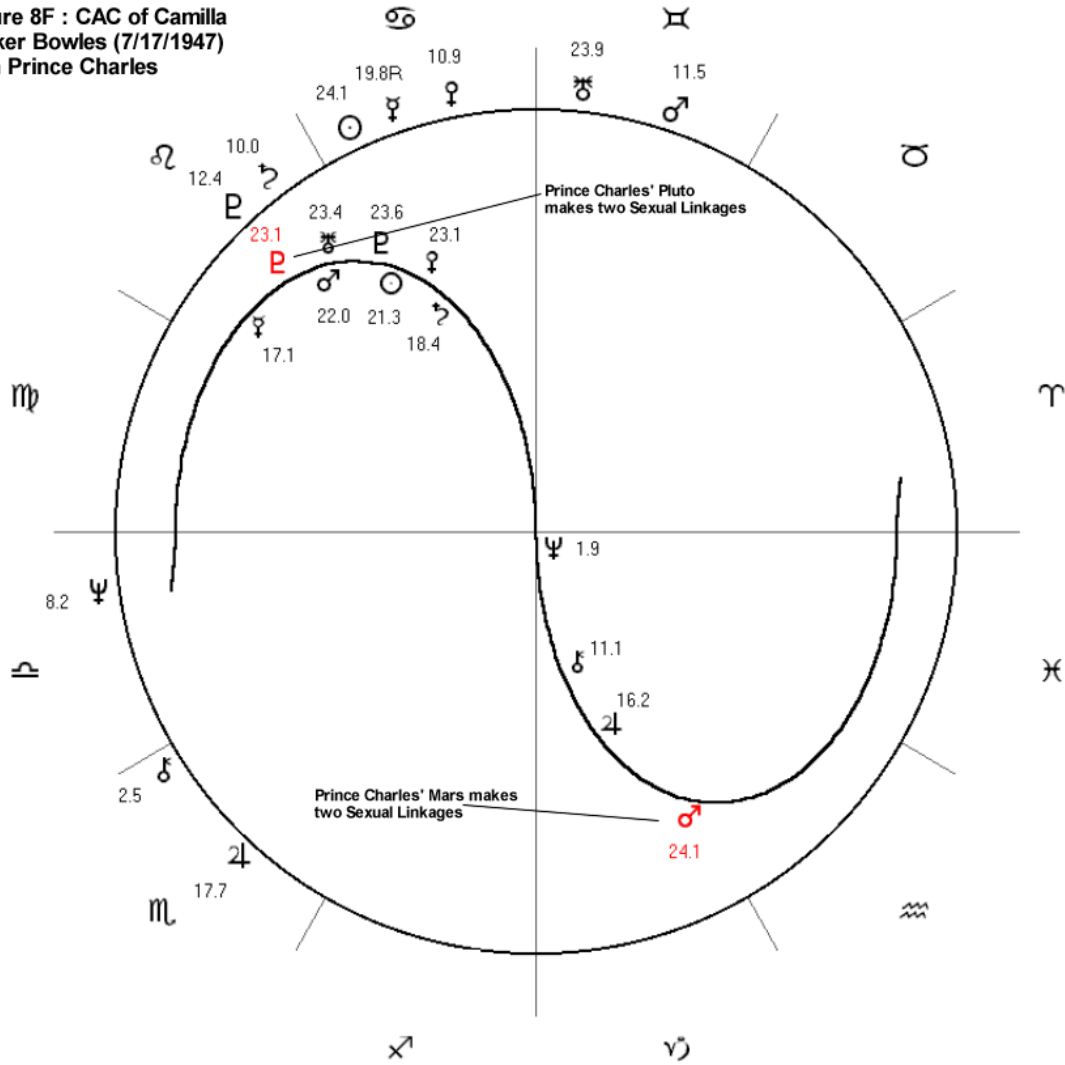 ure 8F : CAC of Camilla
ker Bowles (7/17/1947)
Prince Charles
10.9
23.9
19.8R
11.5
24.1
10.0
12.4
Prince Charles' Pluto
makes two Sexual Linkages
23.4
23.6
23.1
23.1
22.0
21.3
18.4
17.1
1.9
8.2
11.1
16.2
2.5
Prince Charles' Mars makes
two Sexual Linkages
24.1
17.7